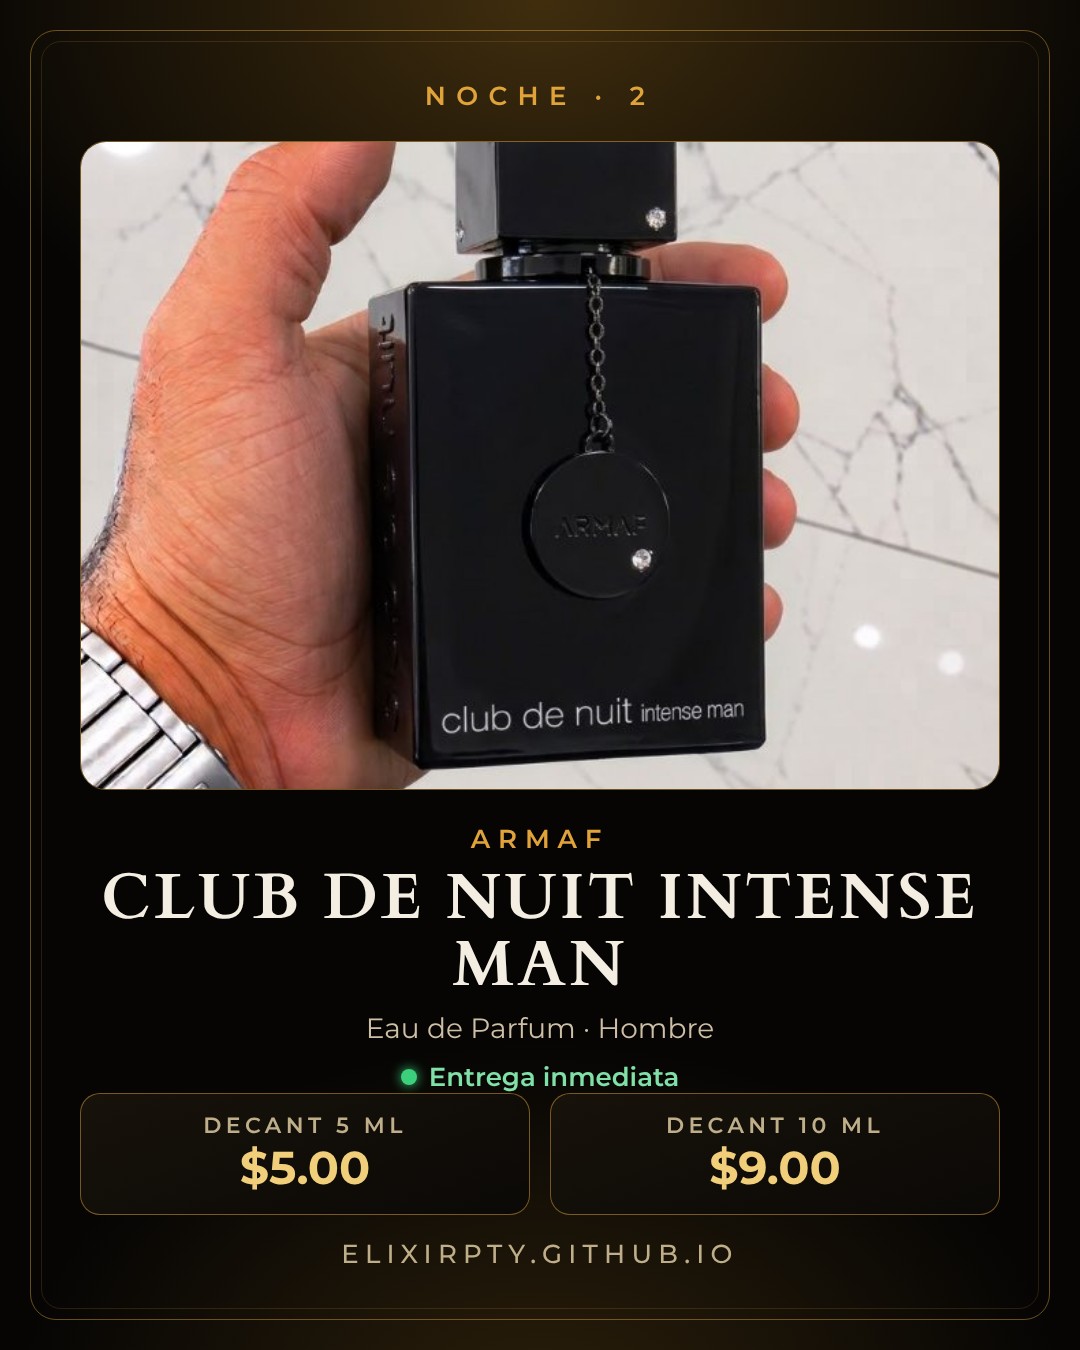 NOCHE · 2
ARMAF
club de nuit intense man
ARMAF
CLUB DE NUIT INTENSE
MAN
Eau de Parfum · Hombre
Entrega inmediata
DECANT 5 ML
$5.00
DECANT 10 ML
$9.00
ELIXIRPTY.GITHUB.IO